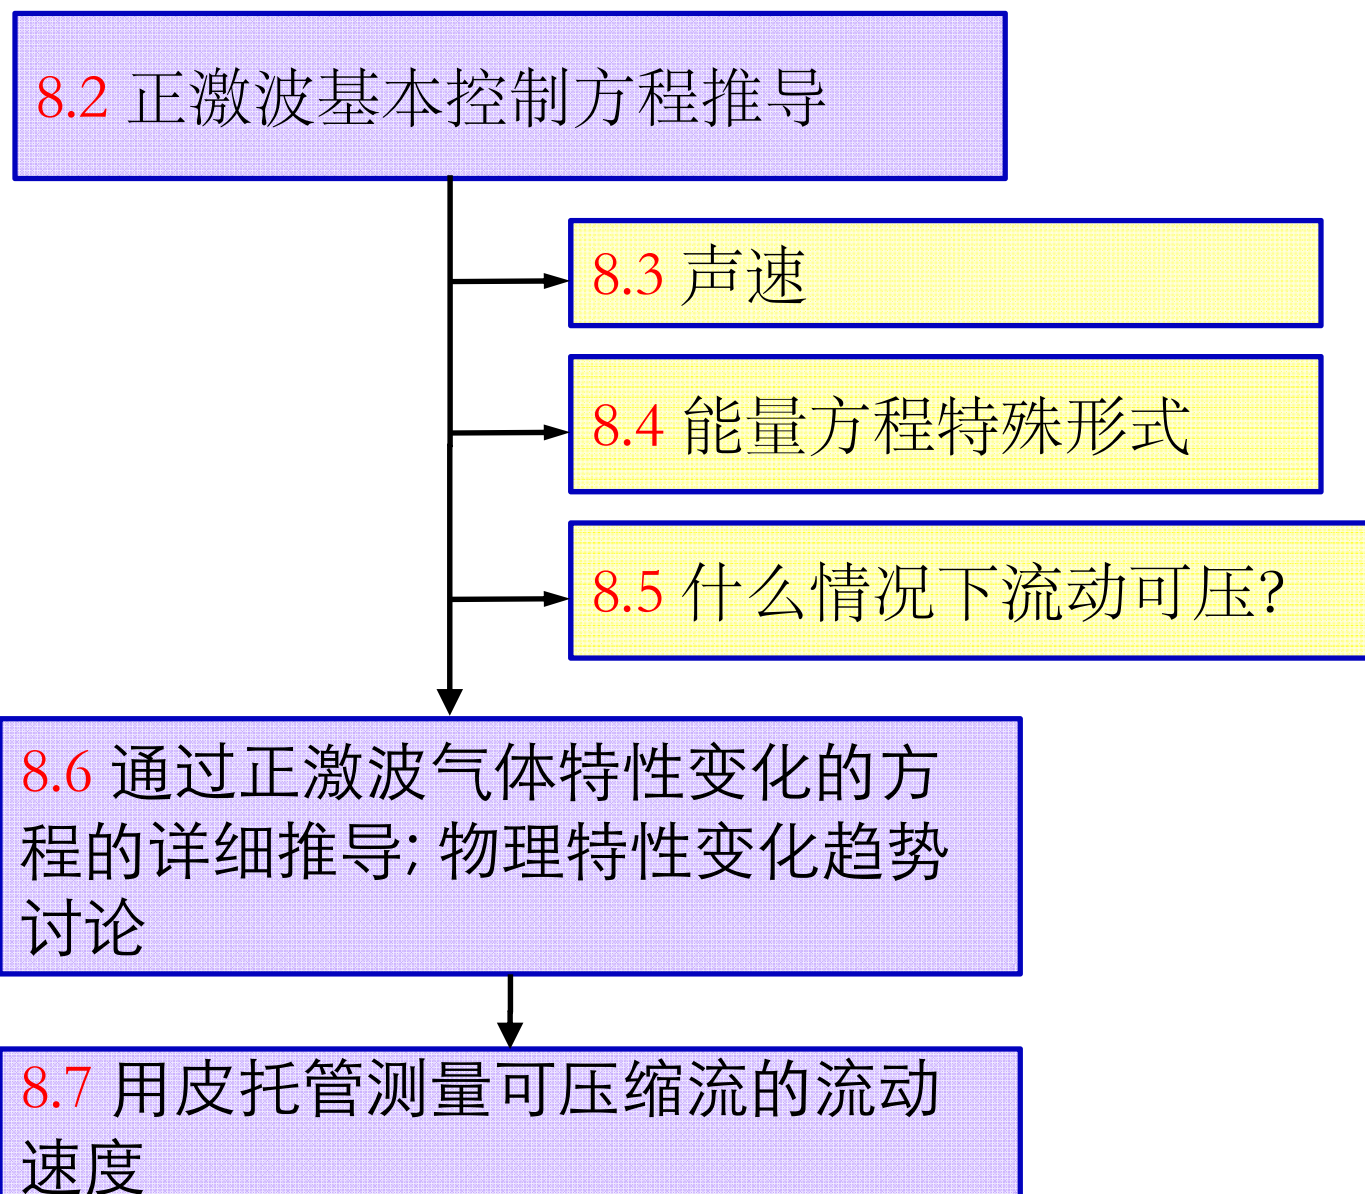 8.2 正激波基本控制方程推导
8.3 声速
8.4 能量方程特殊形式
8.5 什么情况下流动可压?
8.6 通过正激波气体特性变化的方
程的详细推导; 物理特性变化趋势
讨论
8.7 用皮托管测量可压缩流的流动
速度